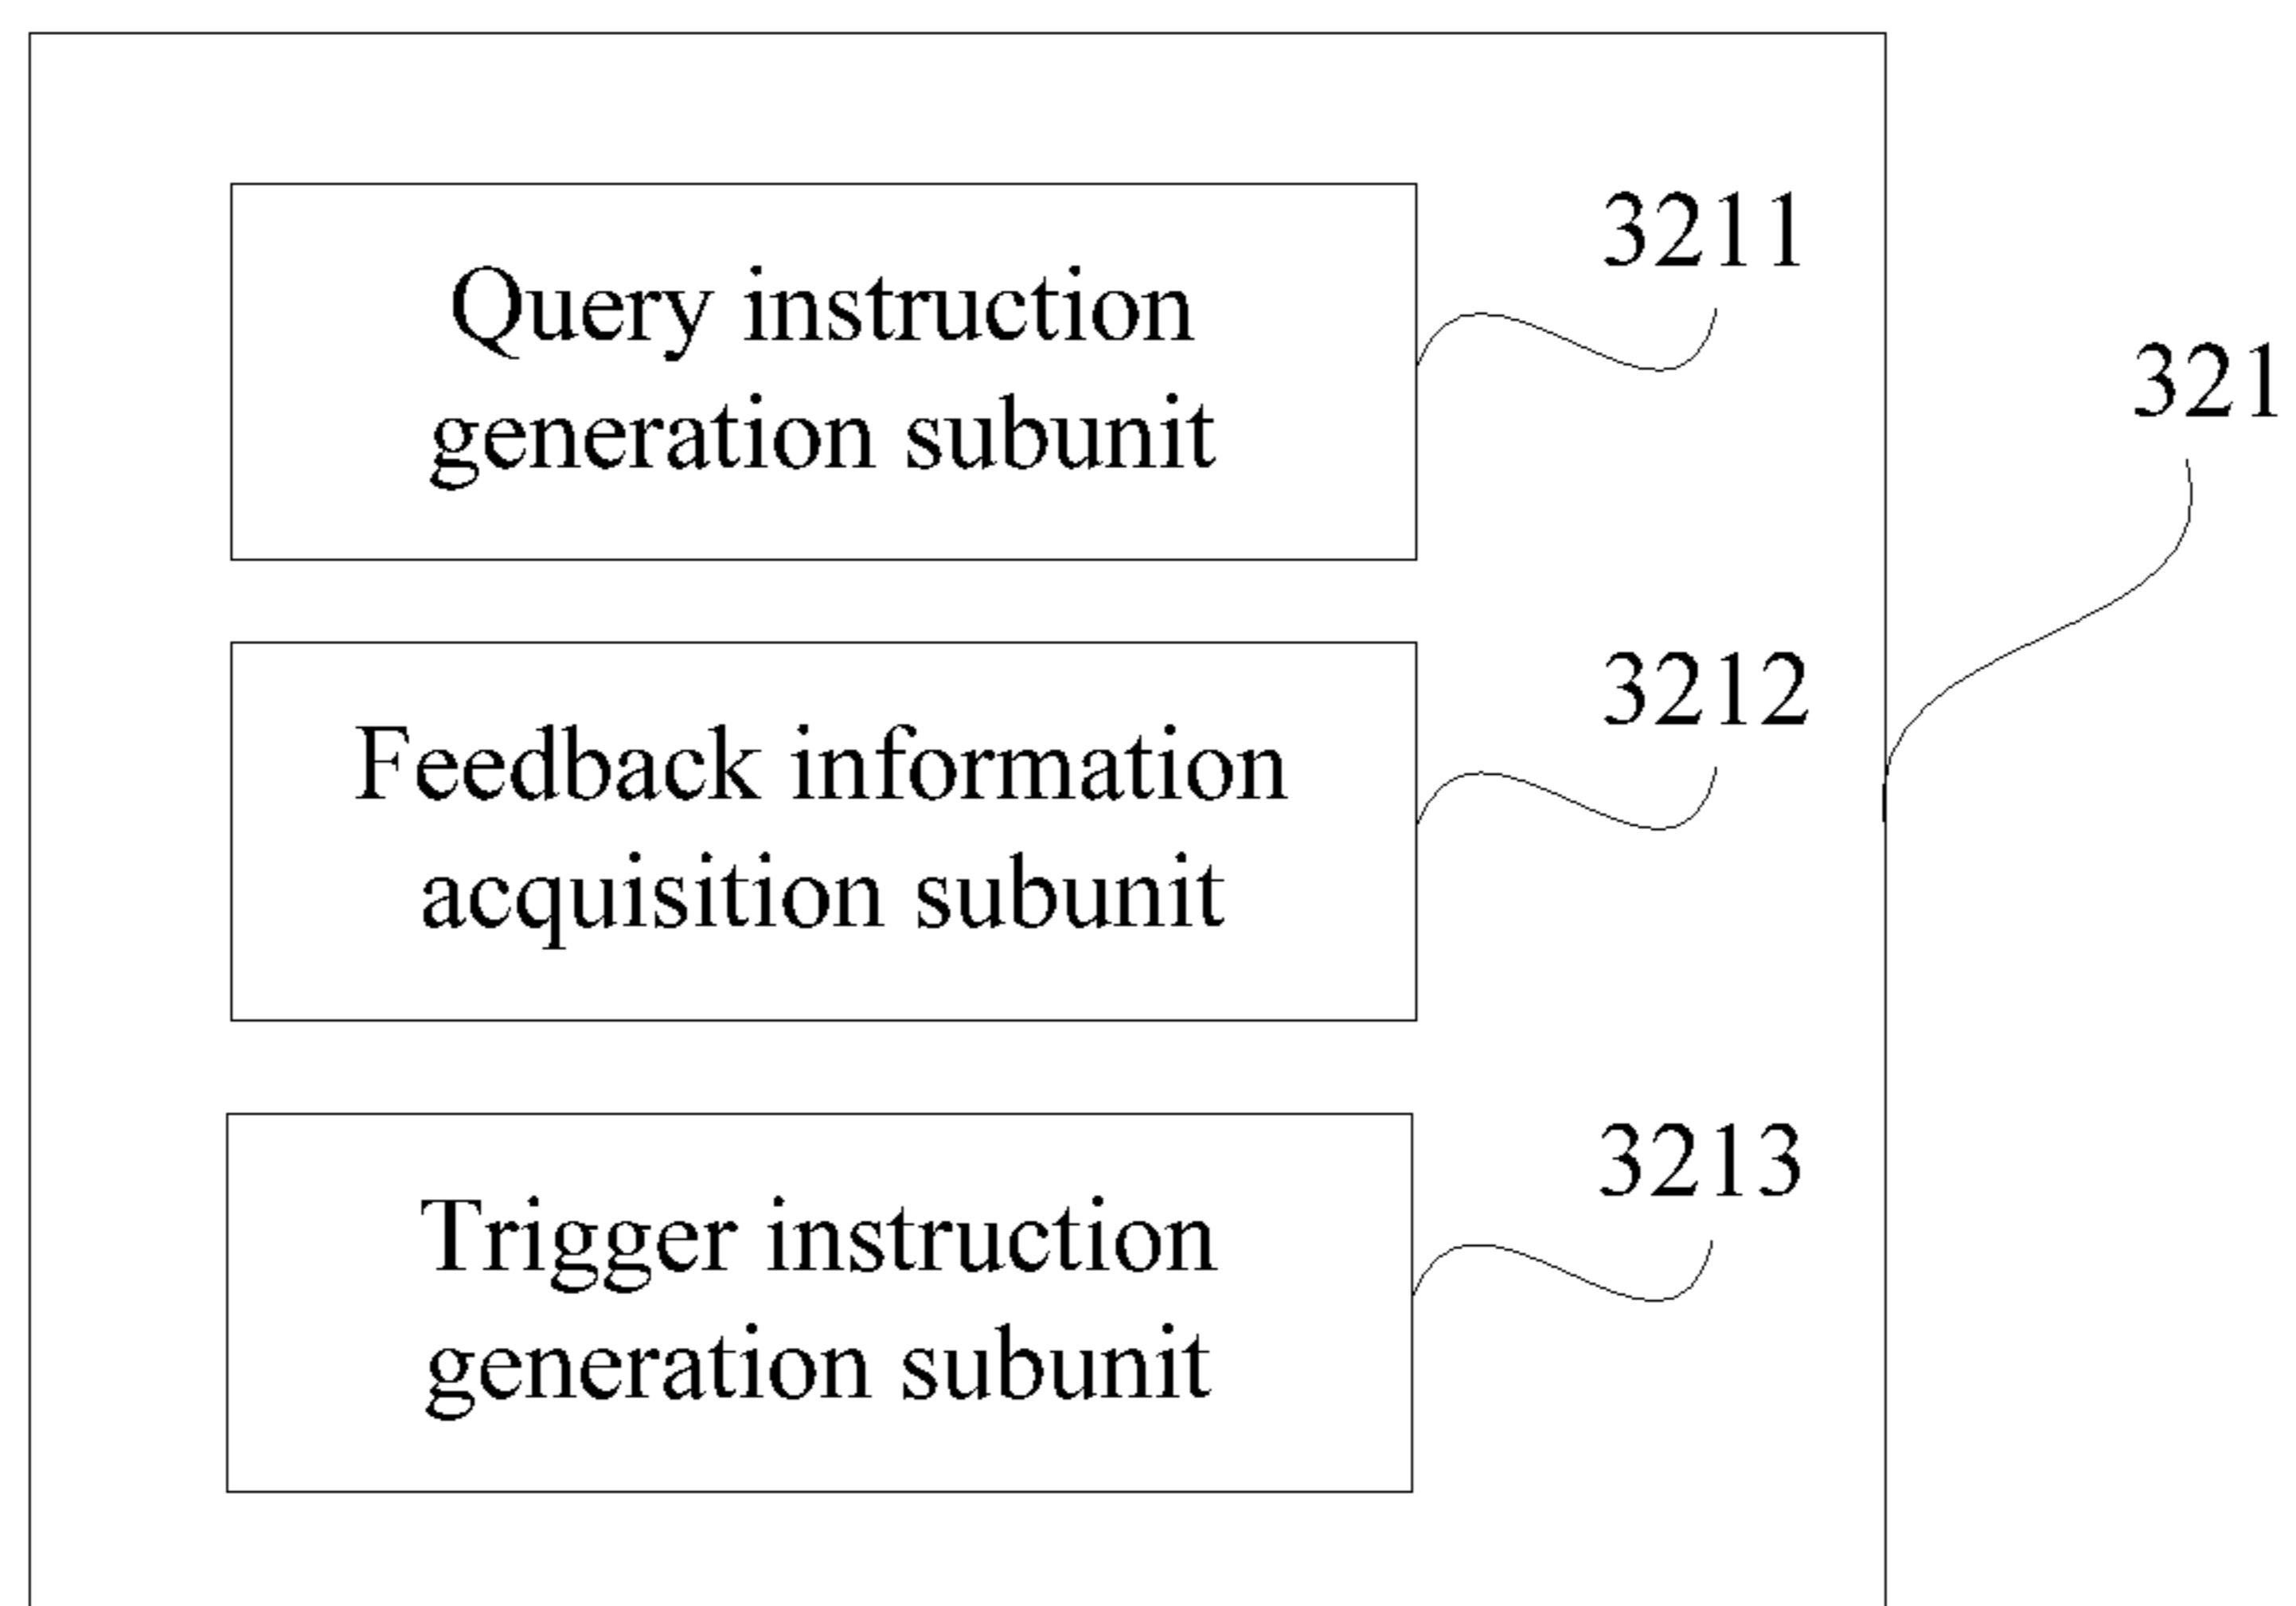 Query instruction
generation subunit
3211
321
Feedback information
acquisition subunit
3212
Trigger instruction
generation subunit
3213